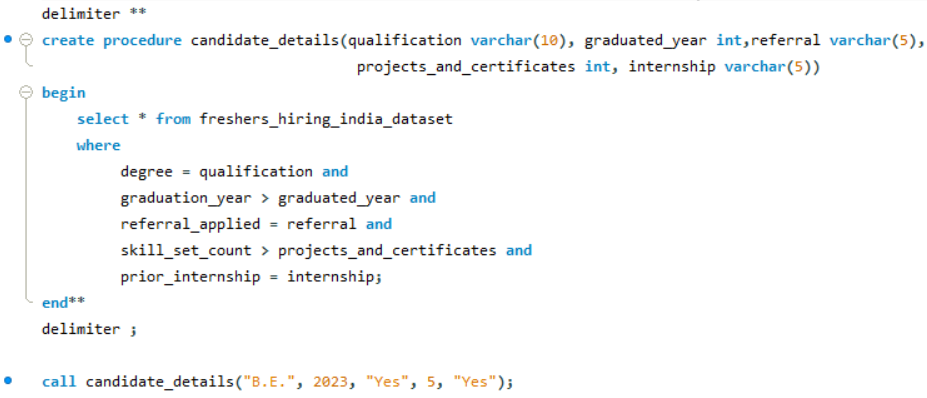 delimiter **
create procedure candidate_details(qualification varchar(10), graduated_year int,referral varchar(5),
projects_and_certificates int, internship varchar(5))
begin
select * from freshers_hiring_india_dataset
where
degree = qualification and
graduation_year > graduated_year and
referral_applied = referral and
skill_set_count > projects_and_certificates and
prior_internship = internship;
end**
delimiter ;
call candidate_details("B.E.", 2023, "Yes", 5, "Yes");